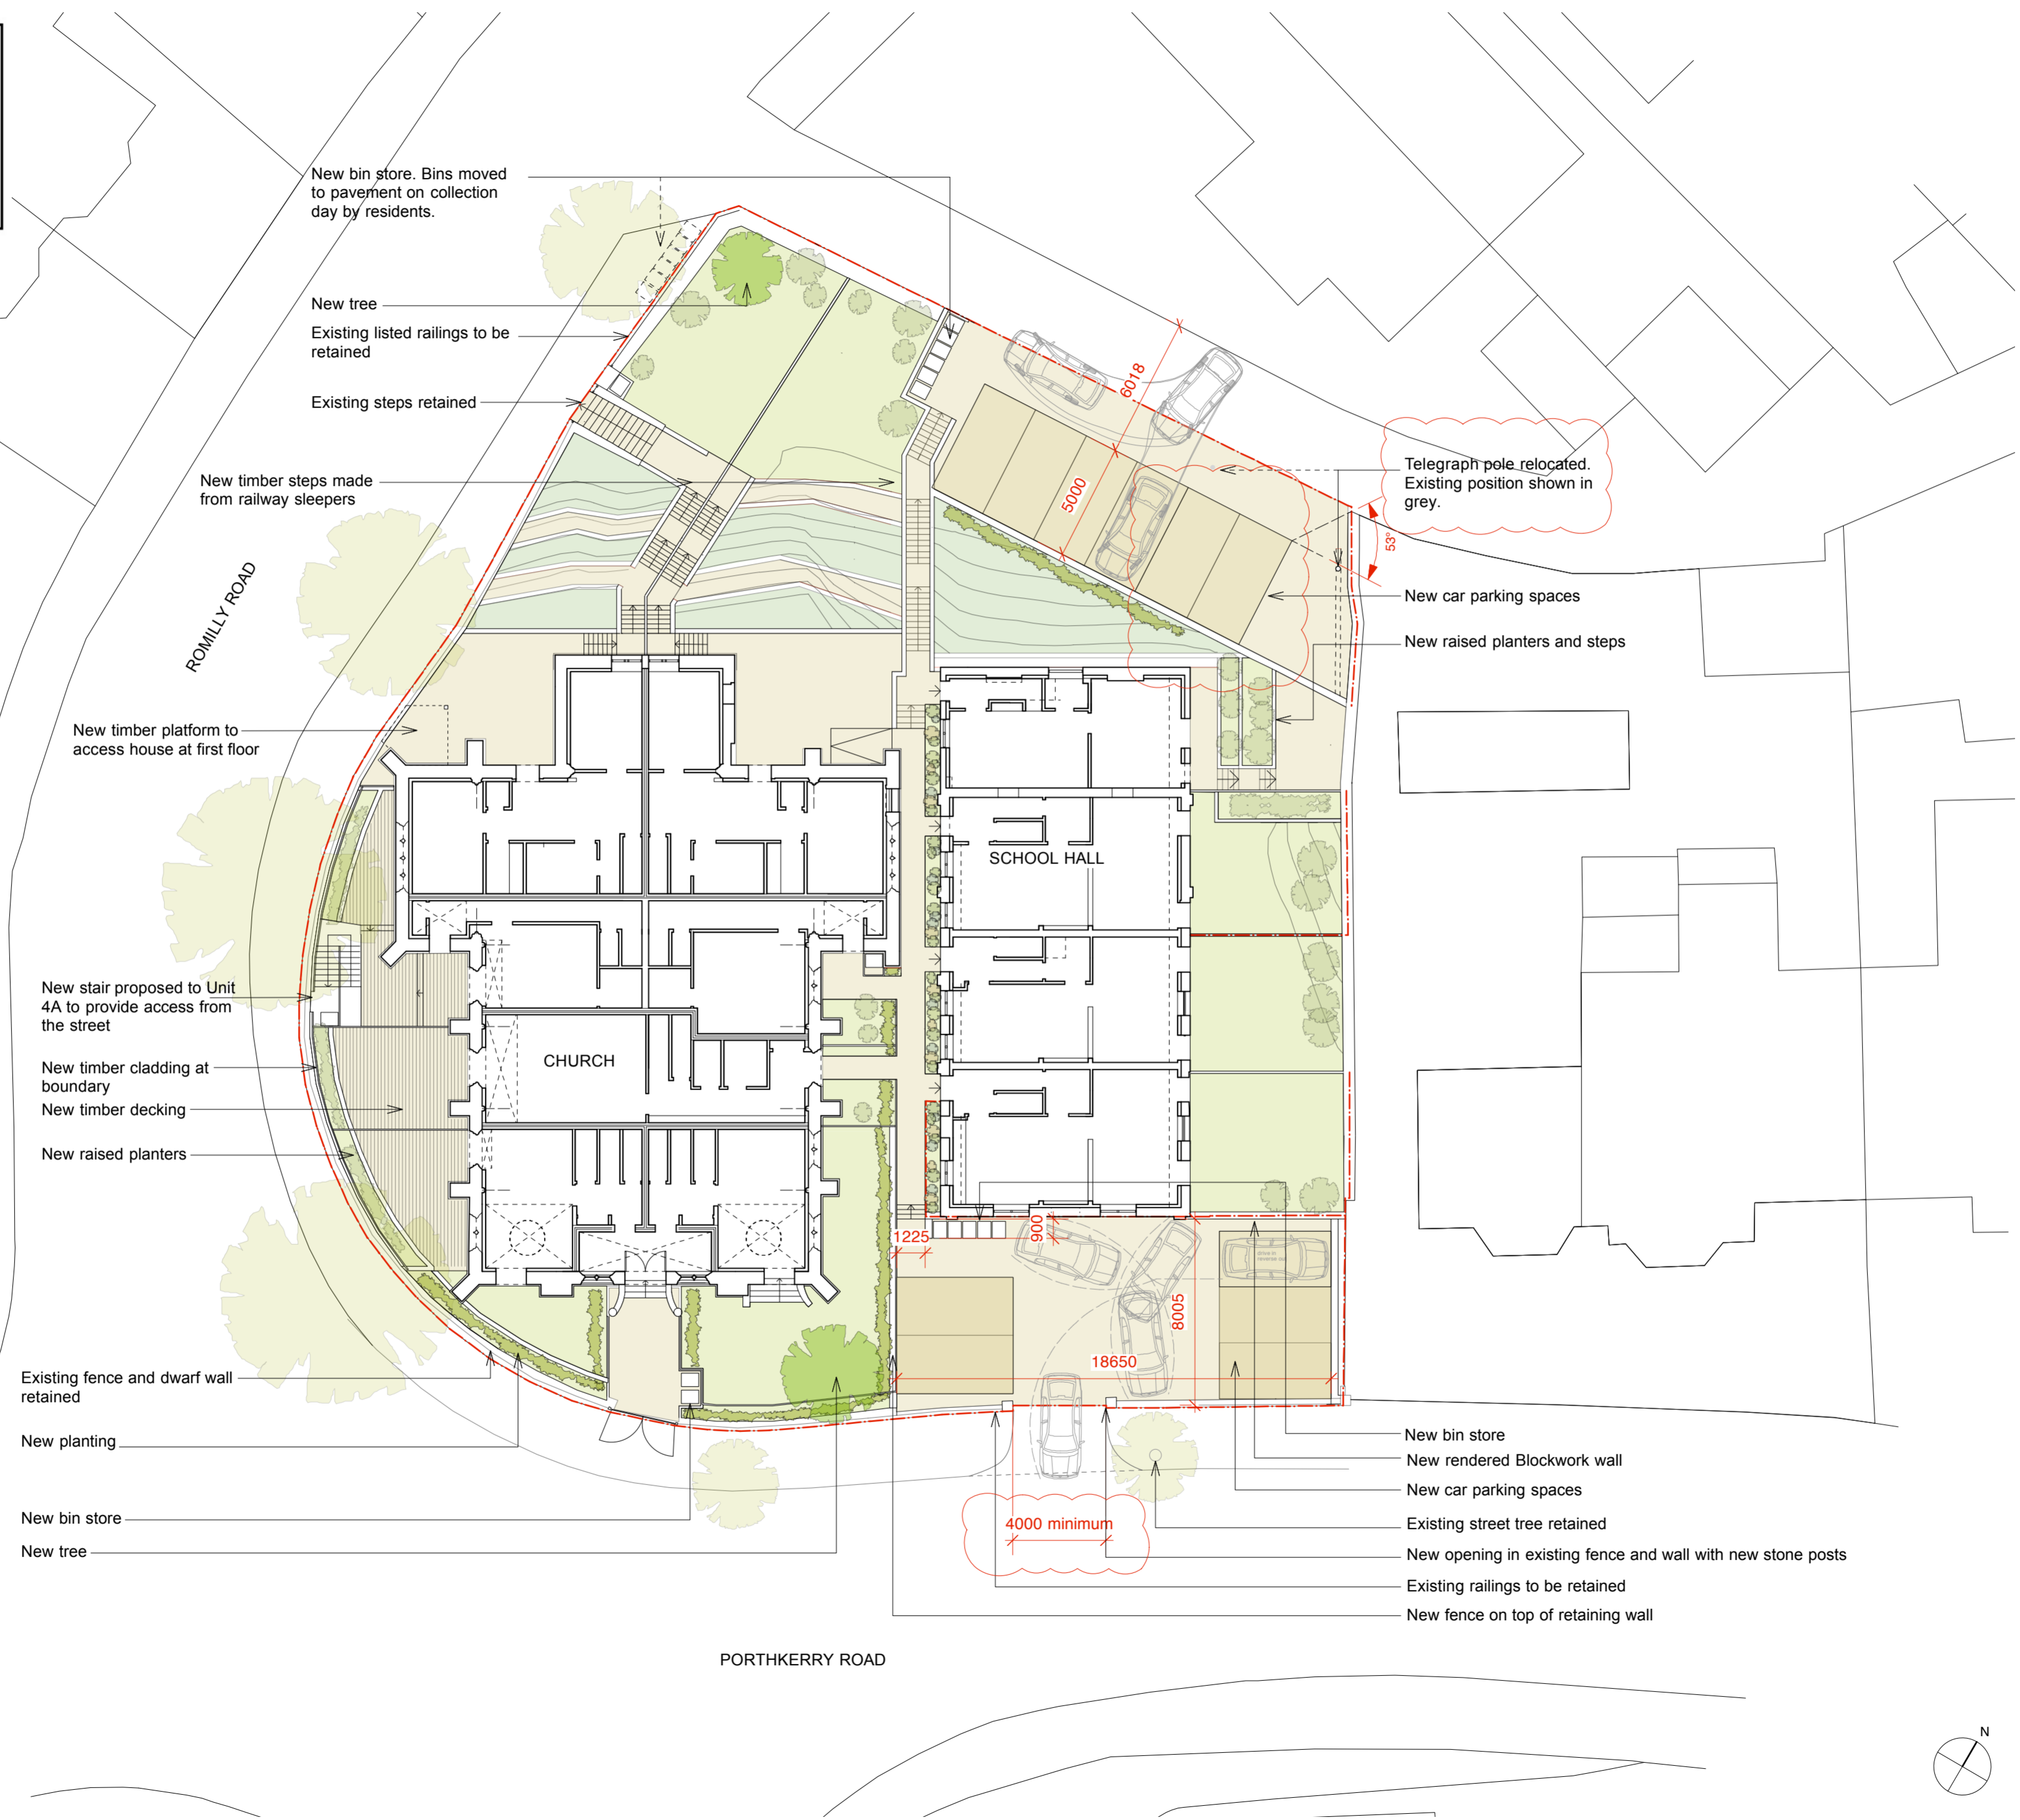 New bin store. Bins moved
to pavement on collection
day by residents.
New tree
Existing listed railings to be
retained
Existing steps retained
New timber steps made
from railway sleepers
ROMILLY ROAD
New timber platform to
access house at first floor
New stair proposed to Unit
4A to provide access from
the street
New timber cladding at
boundary
New timber decking
New raised planters
Existing fence and dwarf wall
retained
New planting
New bin store
New tree
6018
5000
Telegraph pole relocated.
Existing position shown in
grey.
53°
New car parking spaces
New raised planters and steps
SCHOOL HALL
CHURCH
1225
900
drive in
reverse out
8005
18650
4000 minimum
New bin store
New rendered Blockwork wall
New car parking spaces
Existing street tree retained
New opening in existing fence and wall with new stone posts
Existing railings to be retained
New fence on top of retaining wall
PORTHKERRY ROAD
N